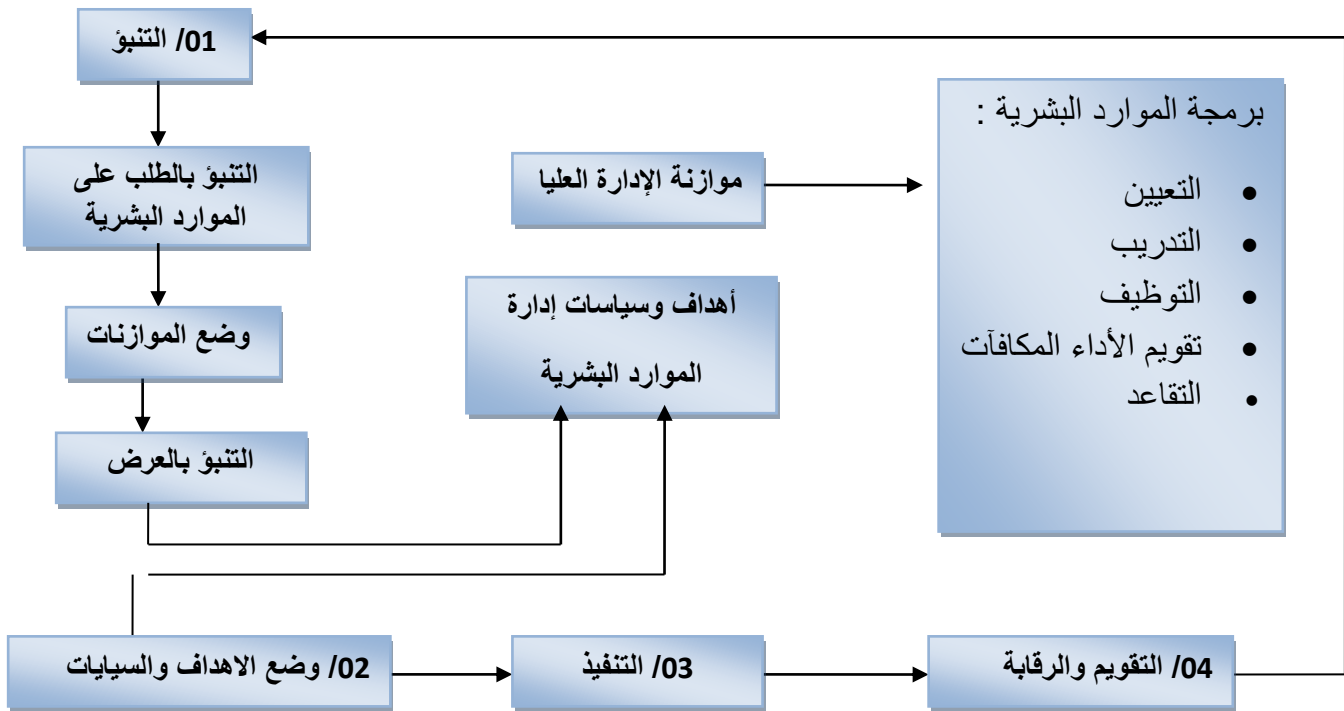 01/ التنبؤ
التنبؤ بالطلب على
الموارد البشرية
وضع الموازنات
التنبؤ بالعرض
موازنة الإدارة العليا
أهداف وسياسات إدارة
الموارد البشرية
برمجة الموارد البشرية :
• التعيين
• التدريب
• التوظيف
• تقويم الأداء المكافآت
• التقاعد
02/ وضع الاهداف والسيايات
03/ التنفيذ
04/ التقويم والرقابة